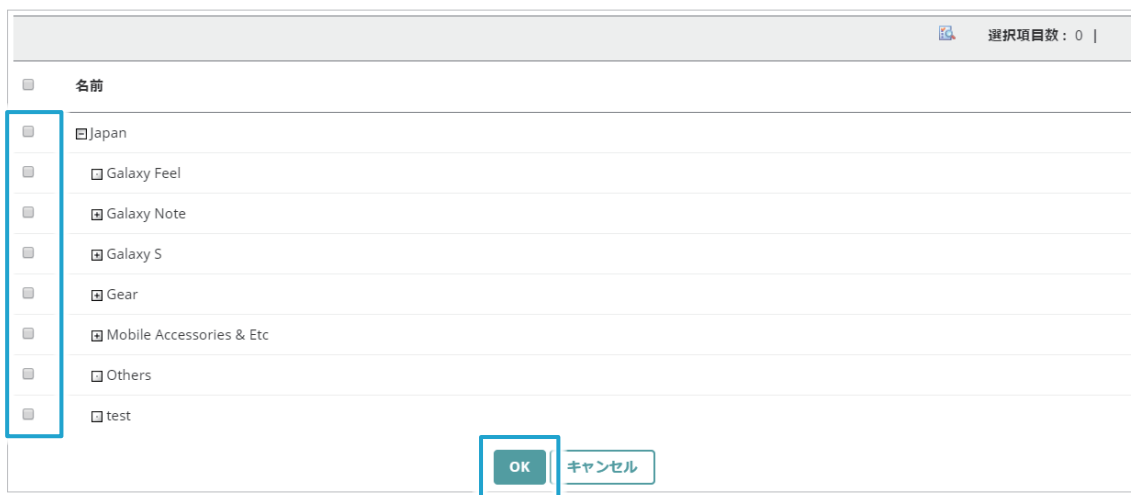 選択項目数： 0 |
名前
Japan
Galaxy Feel
Galaxy Note
Galaxy S
Gear
Mobile Accessories & Etc
Others
test
OK キャンセル